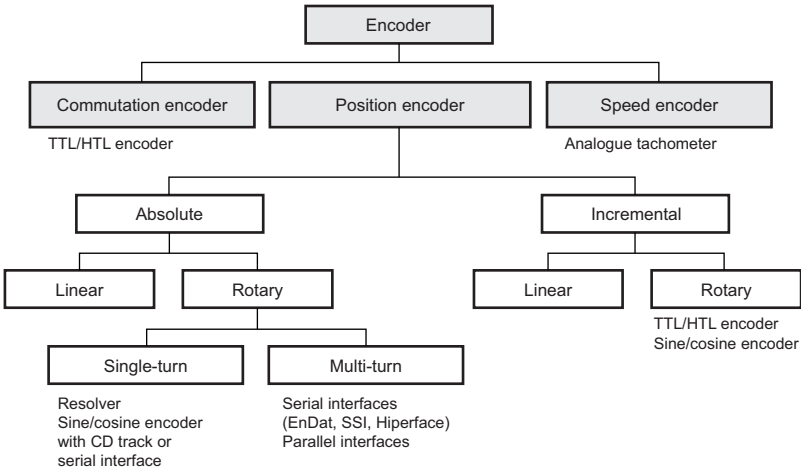 Encoder
Commutation encoder
Position encoder
Speed encoder
TTL/HTL encoder
Analogue tachometer
Absolute
Incremental
Linear
Rotary
Linear
Rotary
TTL/HTL encoder
Sine/cosine encoder
Single-turn
Multi-turn
Resolver
Sine/cosine encoder
with CD track or
serial interface
Serial interfaces
(EnDat, SSI, Hiperface)
Parallel interfaces